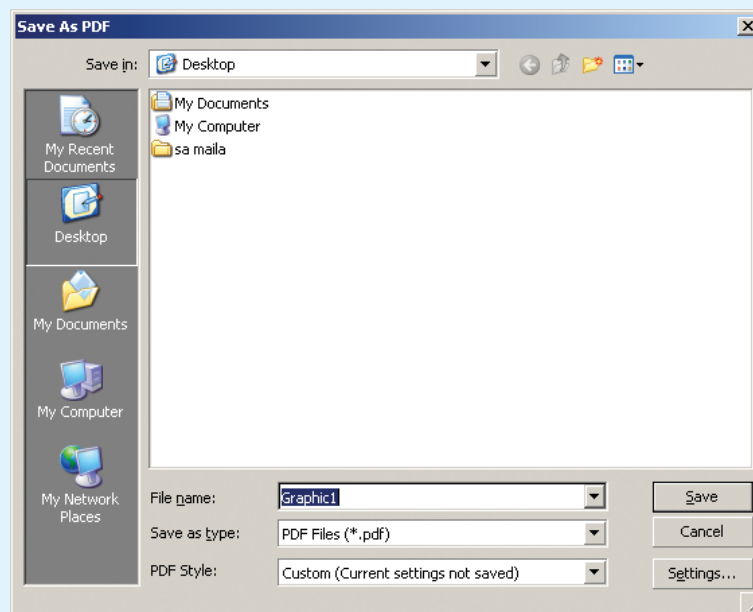 Save As PDF
Save in:
Desktop
My Recent
Documents
Desktop
My Documents
My Computer
My Network
Places
My Documents
My Computer
sa maila
File name:
Graphic1
Save
Save as type:
PDF Files (*.pdf)
Cancel
PDF Style:
Custom (Current settings not saved)
Settings...